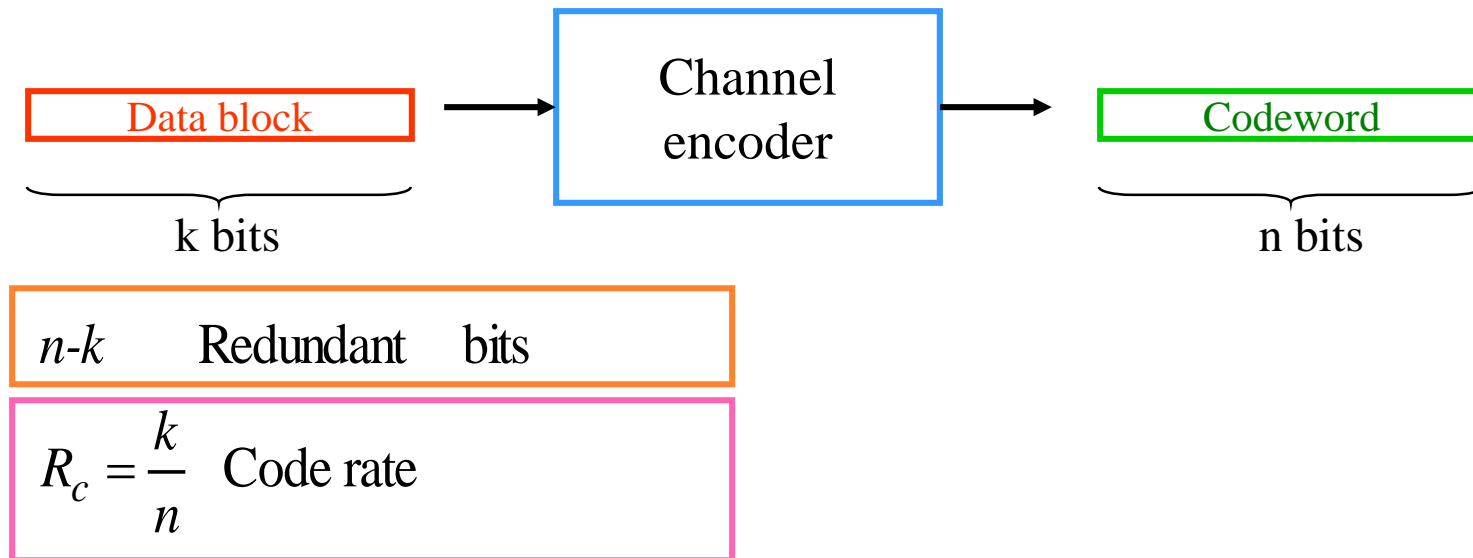 Data block
Channel
encoder
Codeword
k bits
n bits
n-k Redundant bits
R_c = k/n Code rate